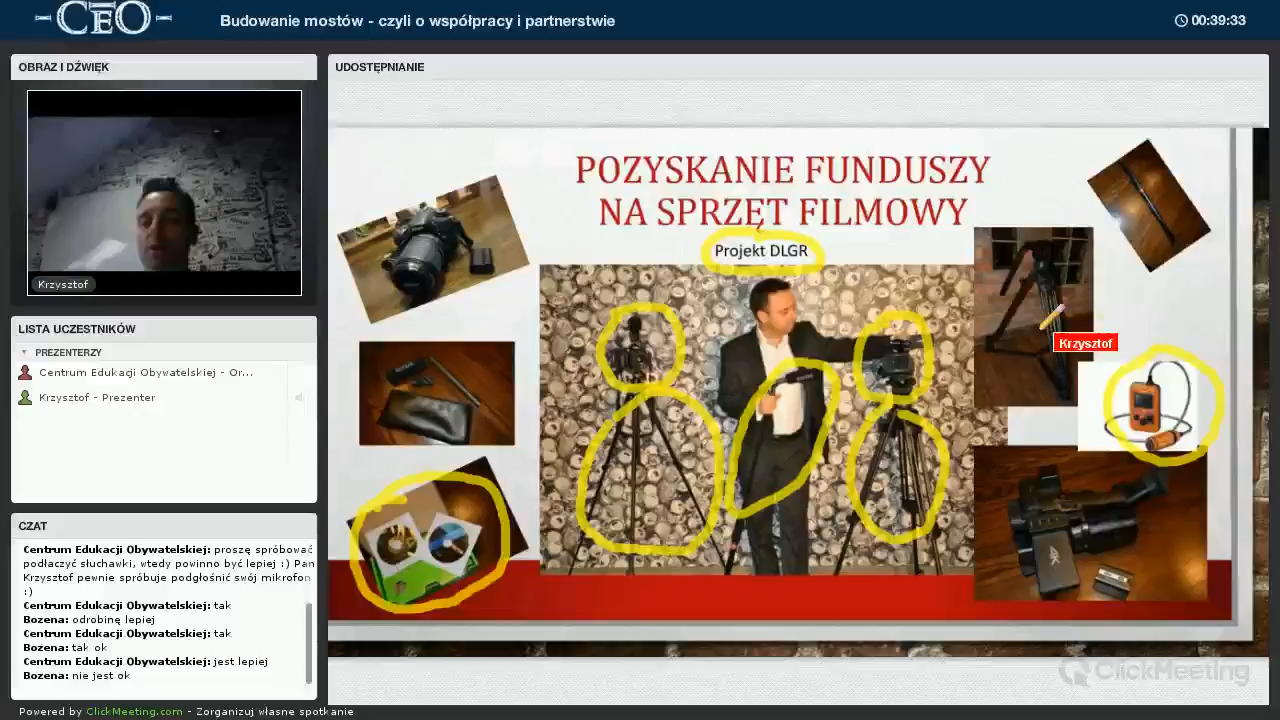 CEO
Budowanie mostów - czyli o współpracy i partnerstwie
00:39:33
OBRAZ I DŹWIĘK
Krzysztof
LISTA UCZESTNIKÓW
PREZENTERZY
Centrum Edukacji Obywatelskiej - Or...
Krzysztof - Prezenter
CZAT
Centrum Edukacji Obywatelskiej: proszę spróbować
podłaczyć słuchawki, wtedy powinno być lepiej :) Pan
Krzysztof pewnie spróbuje podgłośnić swój mikrofon
:)
Centrum Edukacji Obywatelskiej: tak
Bozena: odrobinę lepiej
Centrum Edukacji Obywatelskiej: tak
Bozena: tak ok
Centrum Edukacji Obywatelskiej: jest lepiej
Bozena: nie jest ok
UDOSTĘPNIANIE
POZYSKANIE FUNDUSZY
NA SPRZĘT FILMOWY
Projekt DLGR
Krzysztof
4K
ClickMeeting
Powered by ClickMeeting.com - Zorganizuj własne spotkanie